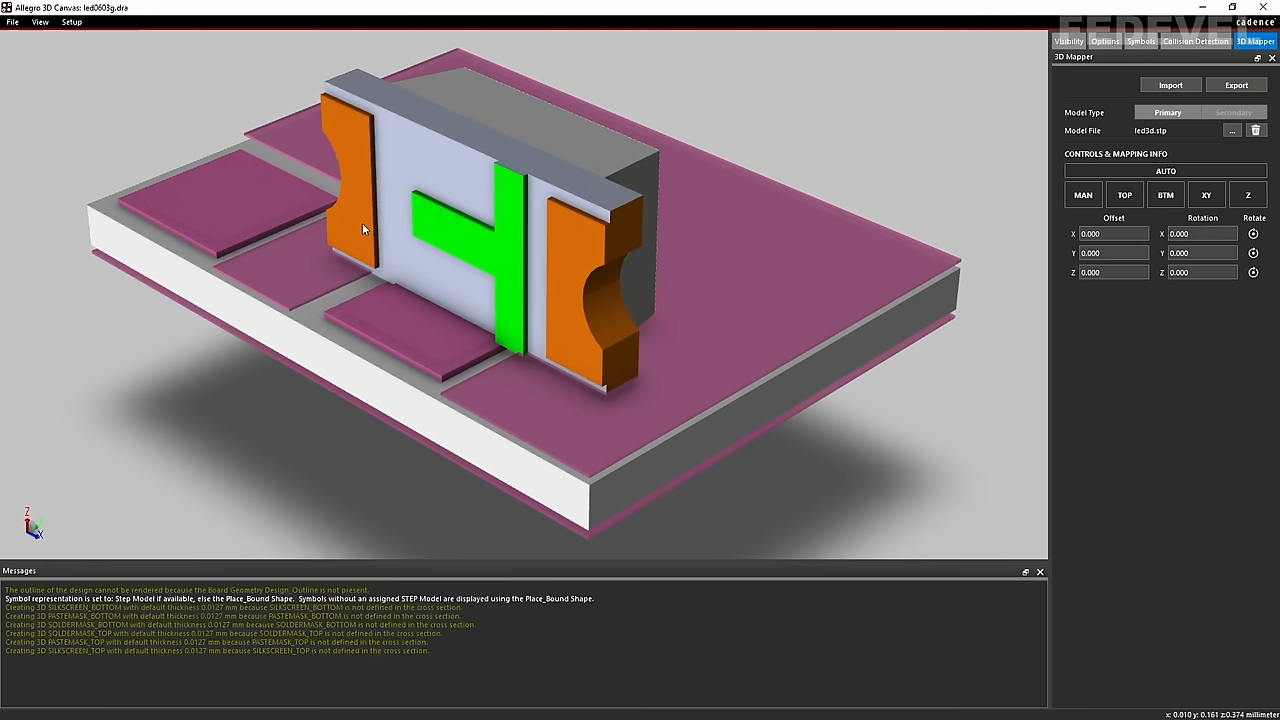 Allegro 3D Canvas: led0603g.dra
File View Setup
FEDEVEL
cadence
Visibility Options Symbols Collision Detection 3D Mapper
3D Mapper
Import Export
Model Type Primary Secondary
Model File led3d.stp ...
CONTROLS & MAPPING INFO
AUTO
MAN TOP BTM XY Z
Offset Rotation Rotate
X 0.000 X 0.000
Y 0.000 Y 0.000
Z 0.000 Z 0.000
Z
X
Messages
The outline of the design cannot be rendered because the Board Geometry Design_Outline is not present.
Symbol representation is set to: Step Model if available, else the Place_Bound Shape. Symbols without an assigned STEP Model are displayed using the Place_Bound Shape.
Creating 3D SILKSCREEN_BOTTOM with default thickness 0.0127 mm because SILKSCREEN_BOTTOM is not defined in the cross section.
Creating 3D PASTEMASK_BOTTOM with default thickness 0.0127 mm because PASTEMASK_BOTTOM is not defined in the cross section.
Creating 3D SOLDERMASK_BOTTOM with default thickness 0.0127 mm because SOLDERMASK_BOTTOM is not defined in the cross section.
Creating 3D SOLDERMASK_TOP with default thickness 0.0127 mm because SOLDERMASK_TOP is not defined in the cross section.
Creating 3D PASTEMASK_TOP with default thickness 0.0127 mm because PASTEMASK_TOP is not defined in the cross section.
Creating 3D SILKSCREEN_TOP with default thickness 0.0127 mm because SILKSCREEN_TOP is not defined in the cross section.
x: 0.010 y: 0.161 z:0.374 millimeter